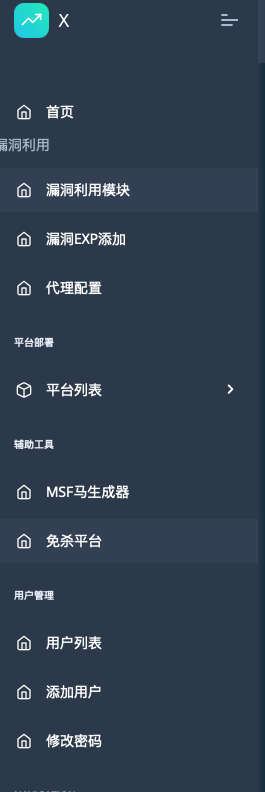 X
首页
漏洞利用
漏洞利用模块
漏洞EXP添加
代理配置
平台部署
平台列表
辅助工具
MSF马生成器
免杀平台
用户管理
用户列表
添加用户
修改密码